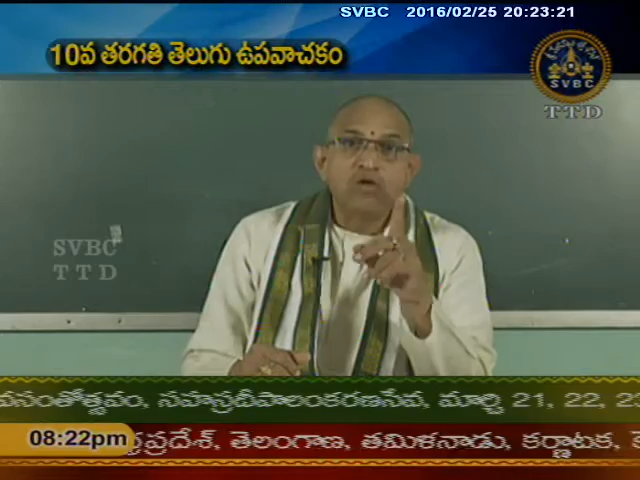 SVBC 2016/02/25 20:23:21
10వ తరగతి తెలుగు ఉపవాచకం
SVBC
TTD
SVBC
TTD
వసంతోత్సవం, సహస్రదీపాలంకరణసేవ, మార్చి 21, 22, 23
08:22pm
ప్రదేశ్, తెలంగాణ, తమిళనాడు, కర్ణాటక,